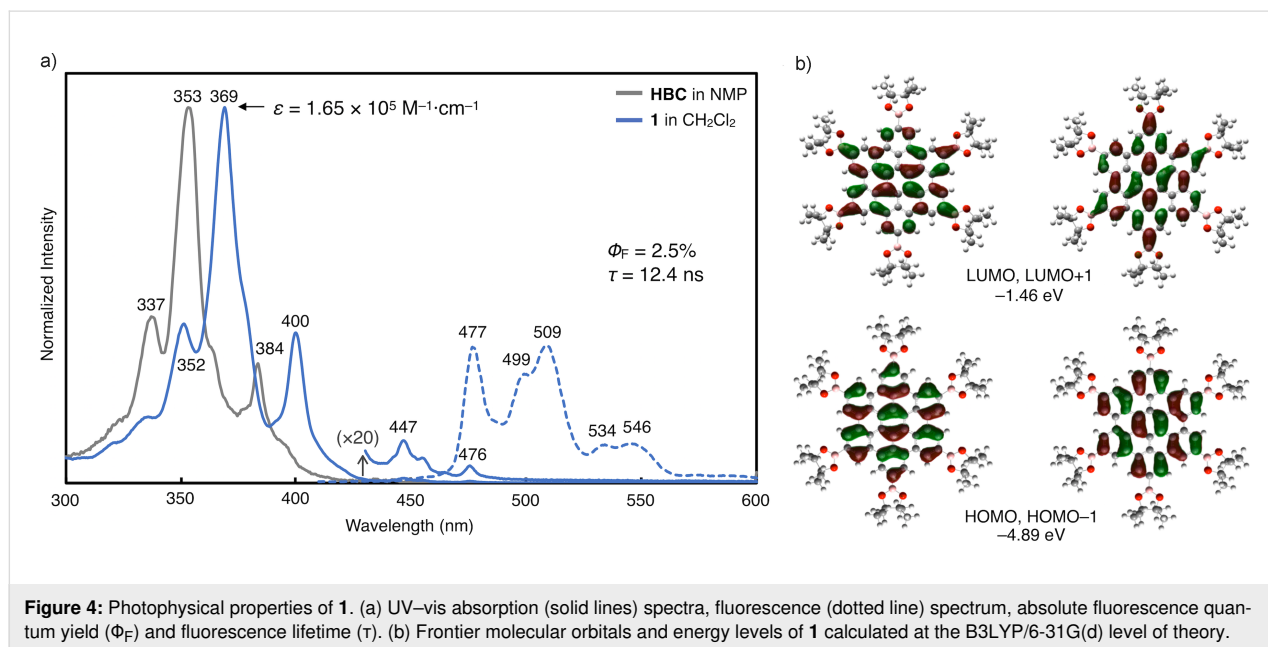 a)
353
369
ε = 1.65 × 10⁵ M⁻¹·cm⁻¹
HBC in NMP
1 in CH₂Cl₂
337
352
384
400
Φ_F = 2.5%
τ = 12.4 ns
(×20)
447
476
477
499
509
534
546
Normalized Intensity
300
350
400
450
500
550
600
Wavelength (nm)
b)
LUMO, LUMO+1
−1.46 eV
HOMO, HOMO−1
−4.89 eV
Figure 4: Photophysical properties of 1. (a) UV–vis absorption (solid lines) spectra, fluorescence (dotted line) spectrum, absolute fluorescence quan-
tum yield (Φ_F) and fluorescence lifetime (τ). (b) Frontier molecular orbitals and energy levels of 1 calculated at the B3LYP/6-31G(d) level of theory.